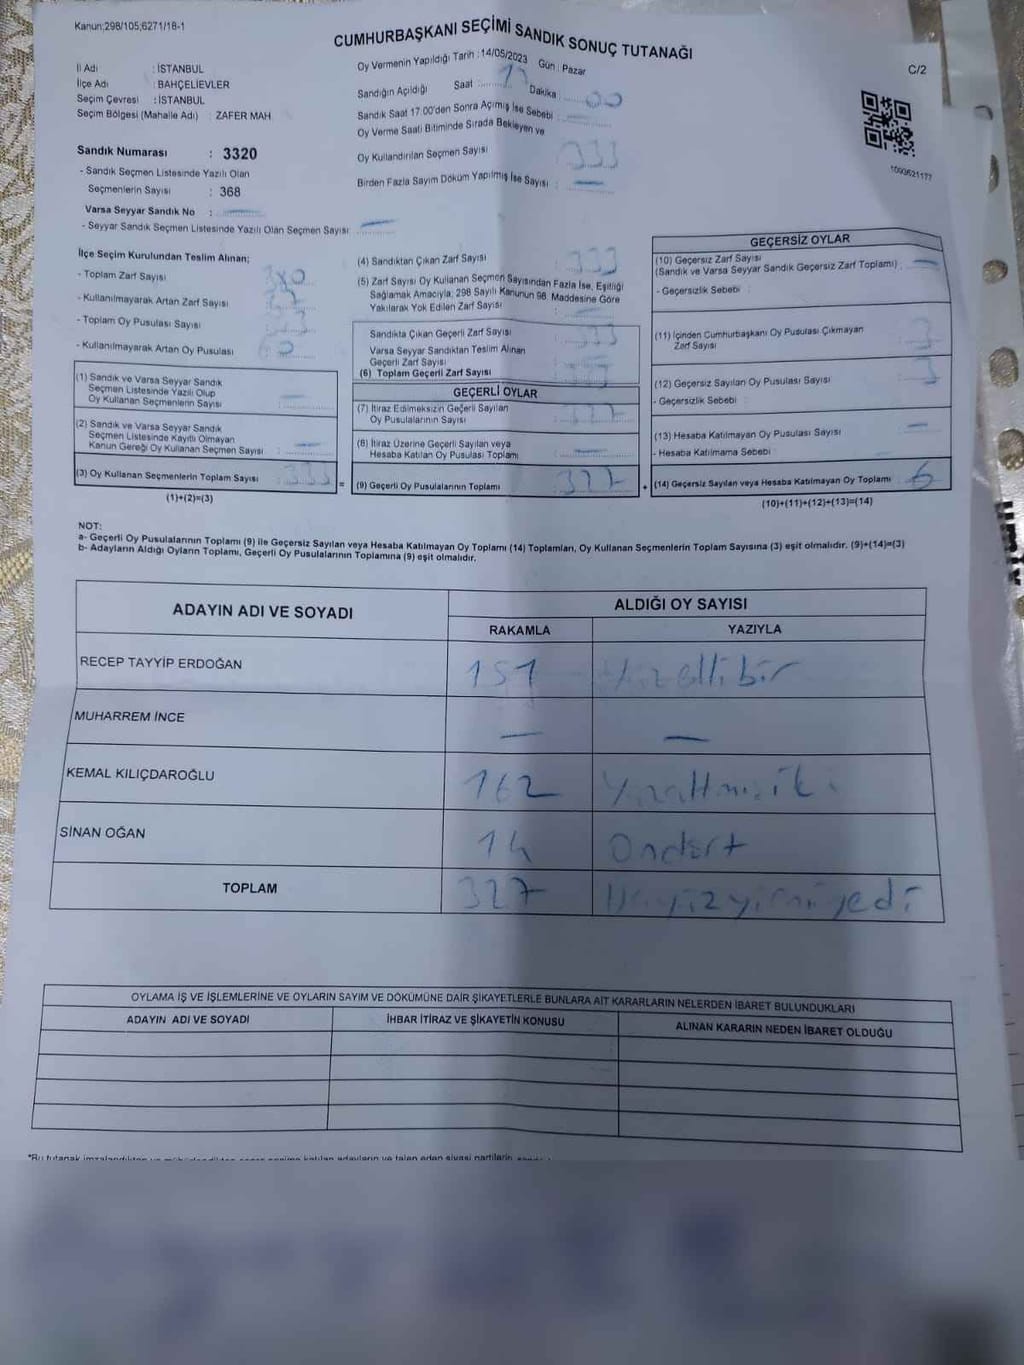 Kanun;298/105;6271/18-1
CUMHURBAŞKANI SEÇİMİ SANDIK SONUÇ TUTANAĞI
C/2
İl Adı : İSTANBUL
İlçe Adı : BAHÇELİEVLER
Seçim Çevresi : İSTANBUL
Seçim Bölgesi (Mahalle Adı) : ZAFER MAH
Oy Vermenin Yapıldığı Tarih : 14/05/2023 Gün : Pazar
Sandığın Açıldığı Saat 17 Dakika 00
Sandık Saat 17.00'den Sonra Açımış İse Sebebi
Oy Verme Saati Bitiminde Sırada Bekleyen ve
Oy Kullandırılan Seçmen Sayısı 333
Birden Fazla Sayım Döküm Yapılmış İse Sayısı : —
1093621177
Sandık Numarası : 3320
- Sandık Seçmen Listesinde Yazılı Olan
Seçmenlerin Sayısı : 368
Varsa Seyyar Sandık No : —
- Seyyar Sandık Seçmen Listesinde Yazılı Olan Seçmen Sayısı: —
İlçe Seçim Kurulundan Teslim Alınan;
- Toplam Zarf Sayısı 380
- Kullanılmayarak Artan Zarf Sayısı
- Toplam Oy Pusulası Sayısı
- Kullanılmayarak Artan Oy Pusulası
(1) Sandık ve Varsa Seyyar Sandık
Seçmen Listesinde Yazılı Olup
Oy Kullanan Seçmenlerin Sayısı —
(2) Sandık ve Varsa Seyyar Sandık
Seçmen Listesinde Kayıtlı Olmayan
Kanun Gereği Oy Kullanan Seçmen Sayısı : —
(3) Oy Kullanan Seçmenlerin Toplam Sayısı 333
(1)+(2)=(3)
(4) Sandıktan Çıkan Zarf Sayısı 333
(5) Zarf Sayısı Oy Kullanan Seçmen Sayısından Fazla İse, Eşitliği
Sağlamak Amacıyla, 298 Sayılı Kanunun 98. Maddesine Göre
Yakılarak Yok Edilen Zarf Sayısı : —
Sandıkta Çıkan Geçerli Zarf Sayısı 333
Varsa Seyyar Sandıktan Teslim Alınan
Geçerli Zarf Sayısı
(6) Toplam Geçerli Zarf Sayısı
GEÇERLİ OYLAR
(7) İtiraz Edilmeksizin Geçerli Sayılan
Oy Pusulalarının Sayısı : 327
(8) İtiraz Üzerine Geçerli Sayılan veya
Hesaba Katılan Oy Pusulası Toplamı —
= (9) Geçerli Oy Pusulalarının Toplamı 327
GEÇERSİZ OYLAR
(10) Geçersiz Zarf Sayısı
(Sandık ve Varsa Seyyar Sandık Geçersiz Zarf Toplamı) —
- Geçersizlik Sebebi :
(11) İçinden Cumhurbaşkanı Oy Pusulası Çıkmayan
Zarf Sayısı 3
(12) Geçersiz Sayılan Oy Pusulası Sayısı 3
- Geçersizlik Sebebi :
(13) Hesaba Katılmayan Oy Pusulası Sayısı —
- Hesaba Katılmama Sebebi :
+ (14) Geçersiz Sayılan veya Hesaba Katılmayan Oy Toplamı 6
(10)+(11)+(12)+(13)=(14)
NOT:
a- Geçerli Oy Pusulalarının Toplamı (9) ile Geçersiz Sayılan veya Hesaba Katılmayan Oy Toplamı (14) Toplamları, Oy Kullanan Seçmenlerin Toplam Sayısına (3) eşit olmalıdır. (9)+(14)=(3)
b- Adayların Aldığı Oyların Toplamı, Geçerli Oy Pusulalarının Toplamına (9) eşit olmalıdır.
ADAYIN ADI VE SOYADI ALDIĞI OY SAYISI
RAKAMLA YAZIYLA
RECEP TAYYİP ERDOĞAN 151 Yüzellibir
MUHARREM İNCE — —
KEMAL KILIÇDAROĞLU 162 Yüzaltmışiki
SİNAN OĞAN 14 Ondört
TOPLAM 327 Üçyüzyirmiyedi
OYLAMA İŞ VE İŞLEMLERİNE VE OYLARIN SAYIM VE DÖKÜMÜNE DAİR ŞİKAYETLERLE BUNLARA AİT KARARLARIN NELERDEN İBARET BULUNDUKLARI
ADAYIN ADI VE SOYADI İHBAR İTİRAZ VE ŞİKAYETİN KONUSU ALINAN KARARIN NEDEN İBARET OLDUĞU